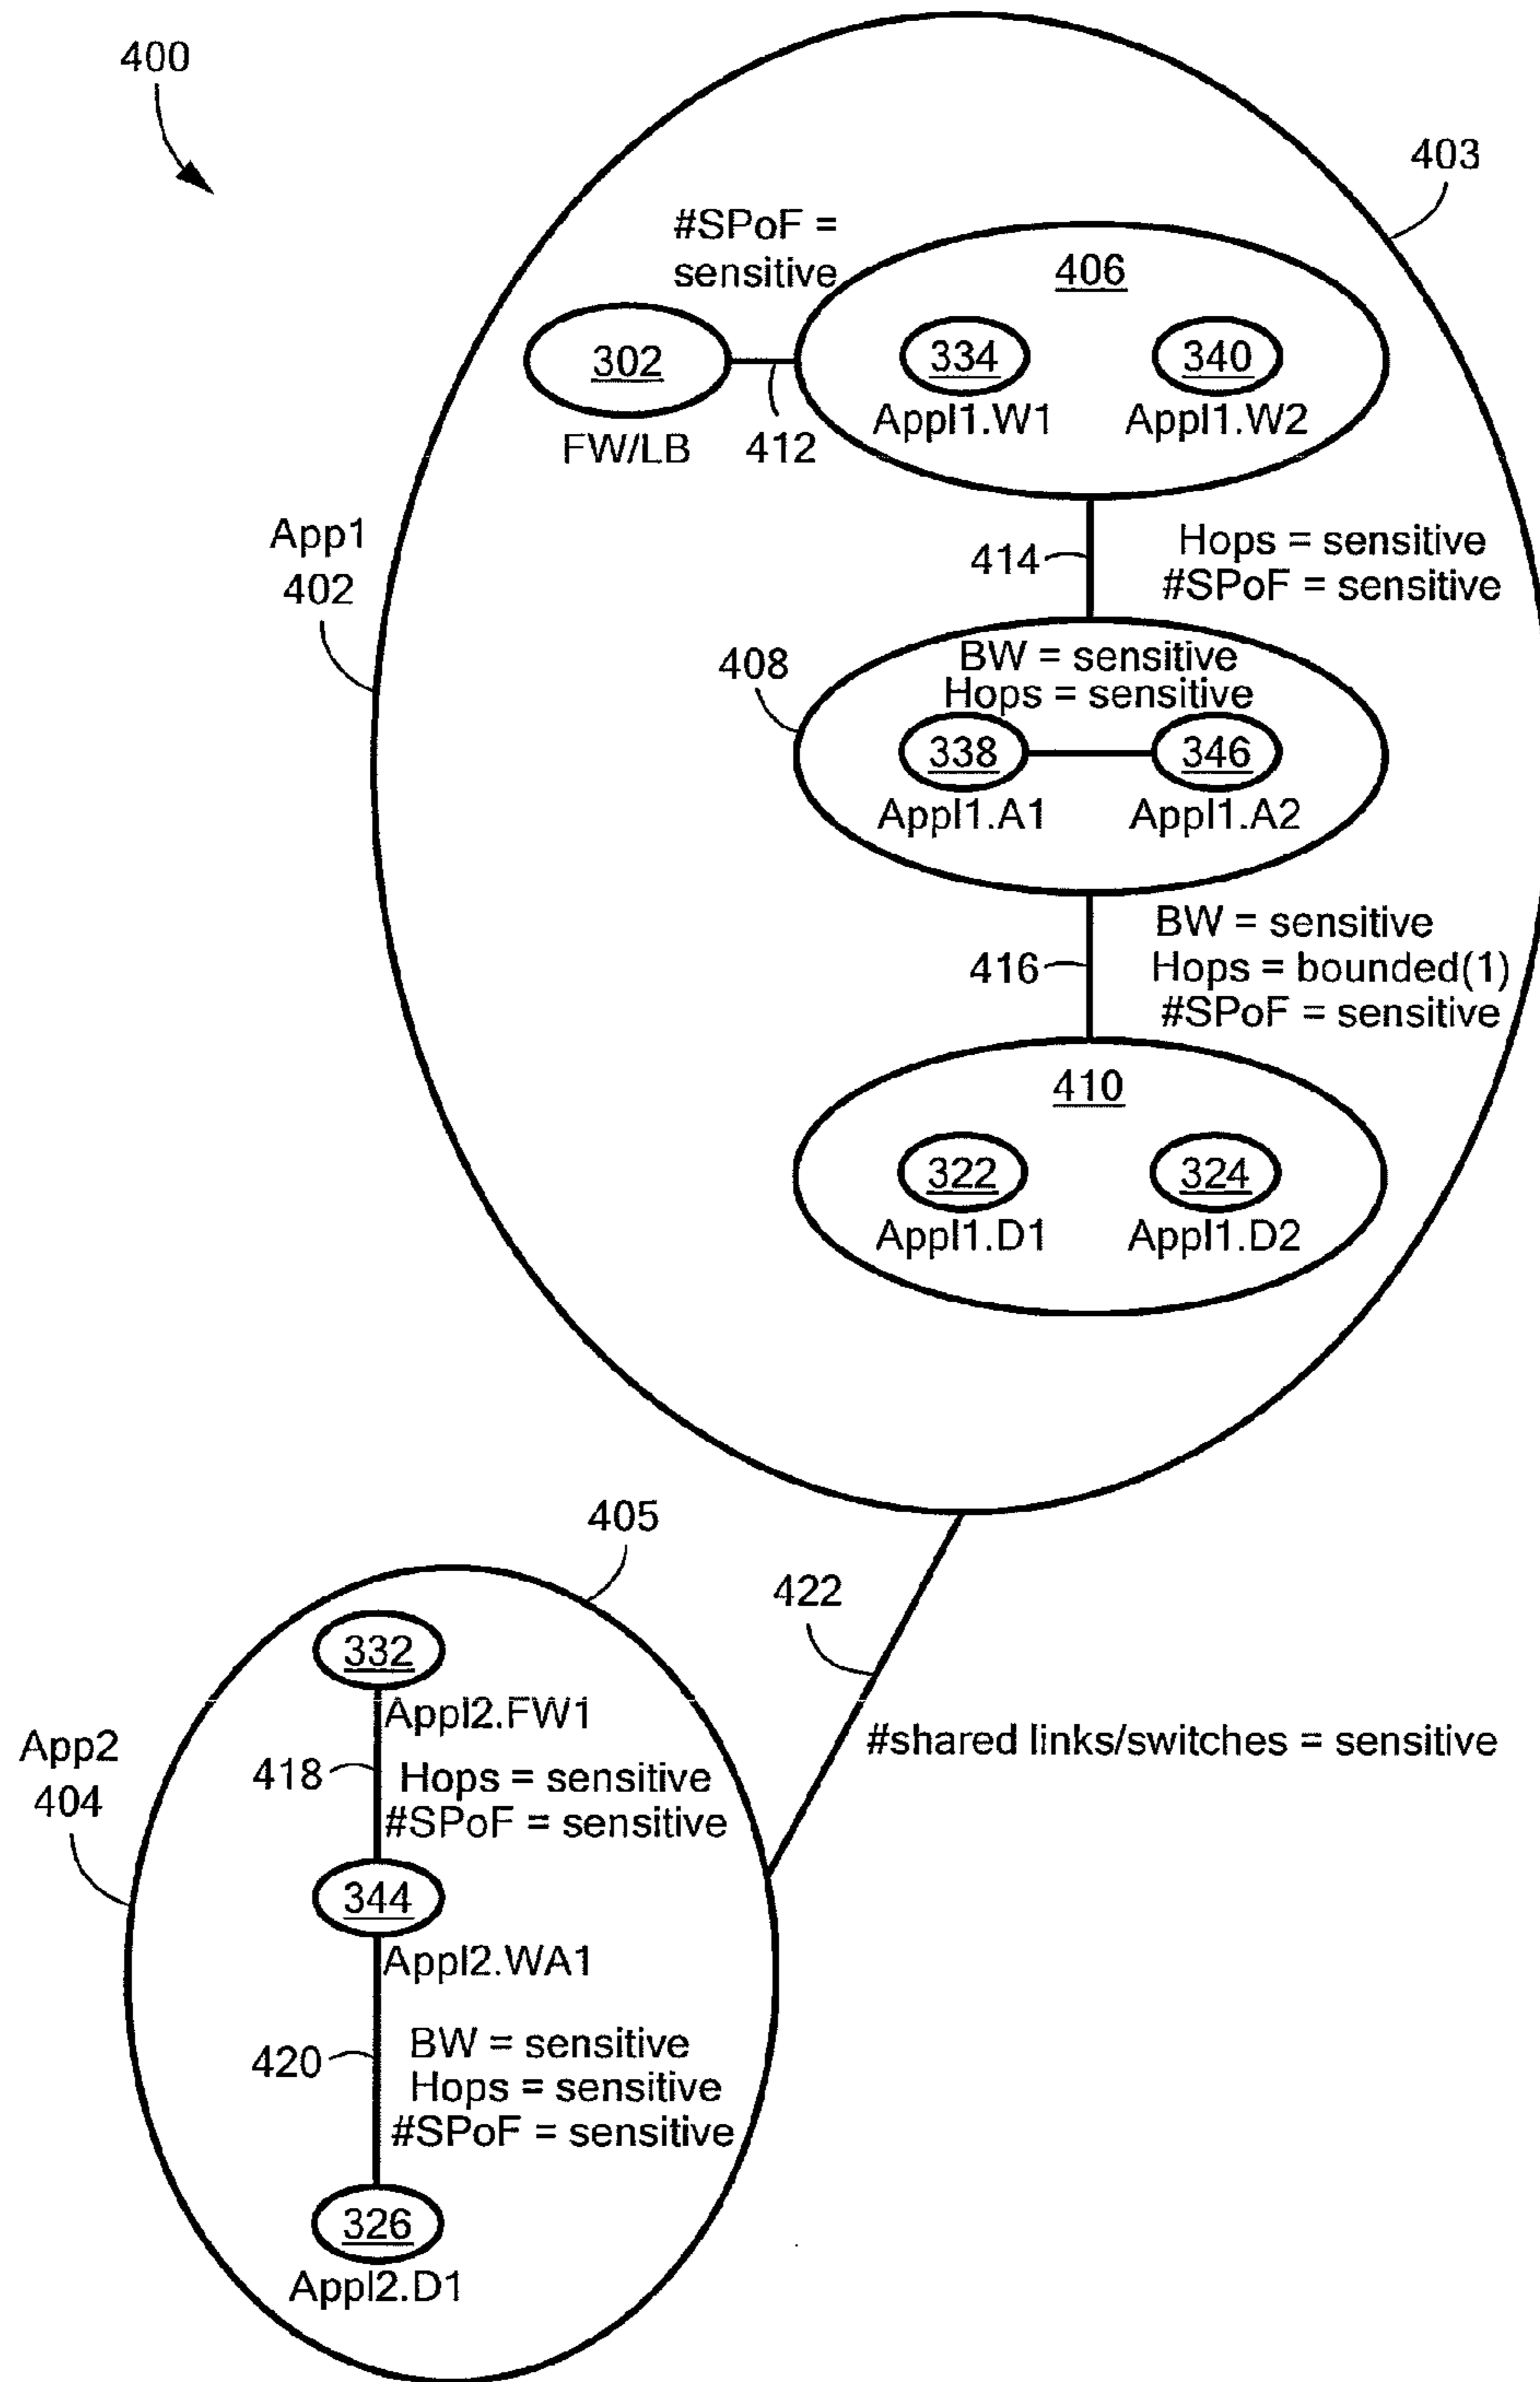 400
403
#SPoF =
sensitive
406
302
334
340
FW/LB
412
Appl1.W1
Appl1.W2
App1
402
414
Hops = sensitive
#SPoF = sensitive
408
BW = sensitive
Hops = sensitive
338
346
Appl1.A1
Appl1.A2
416
BW = sensitive
Hops = bounded(1)
#SPoF = sensitive
410
322
324
Appl1.D1
Appl1.D2
405
422
332
Appl2.FW1
#shared links/switches = sensitive
App2
404
418
Hops = sensitive
#SPoF = sensitive
344
Appl2.WA1
420
BW = sensitive
Hops = sensitive
#SPoF = sensitive
326
Appl2.D1